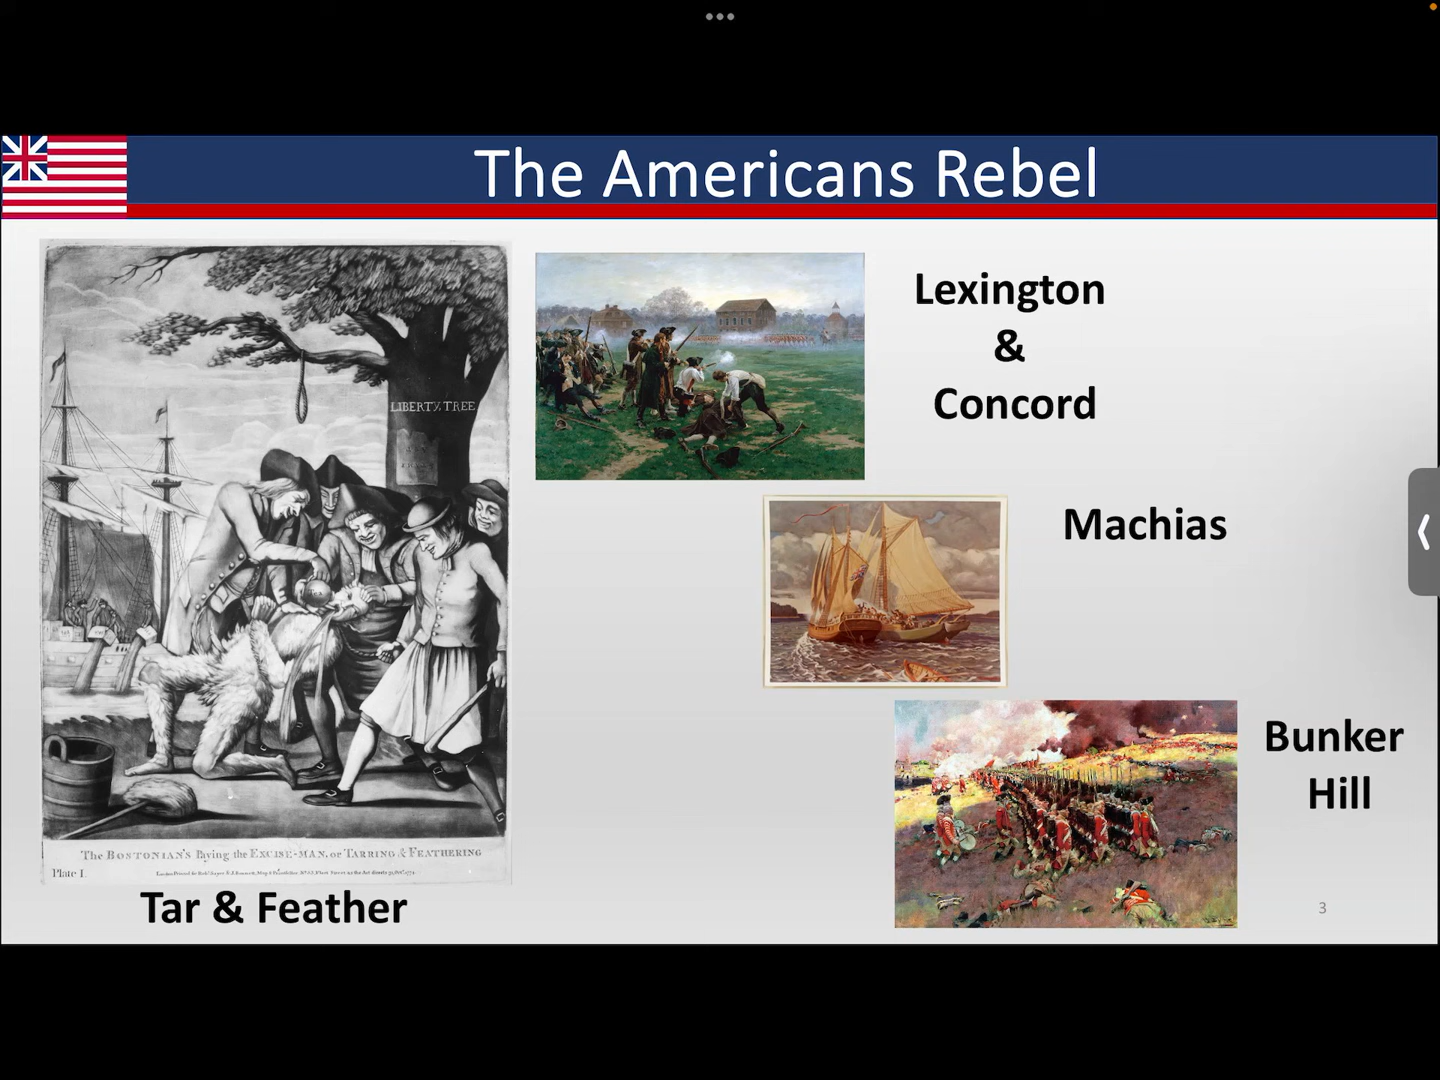 The Americans Rebel
LIBERTY TREE
The BOSTONIAN'S Paying the EXCISE-MAN, or TARRING & FEATHERING
Plate I.
Tar & Feather
Lexington
&
Concord
Machias
Bunker
Hill
3